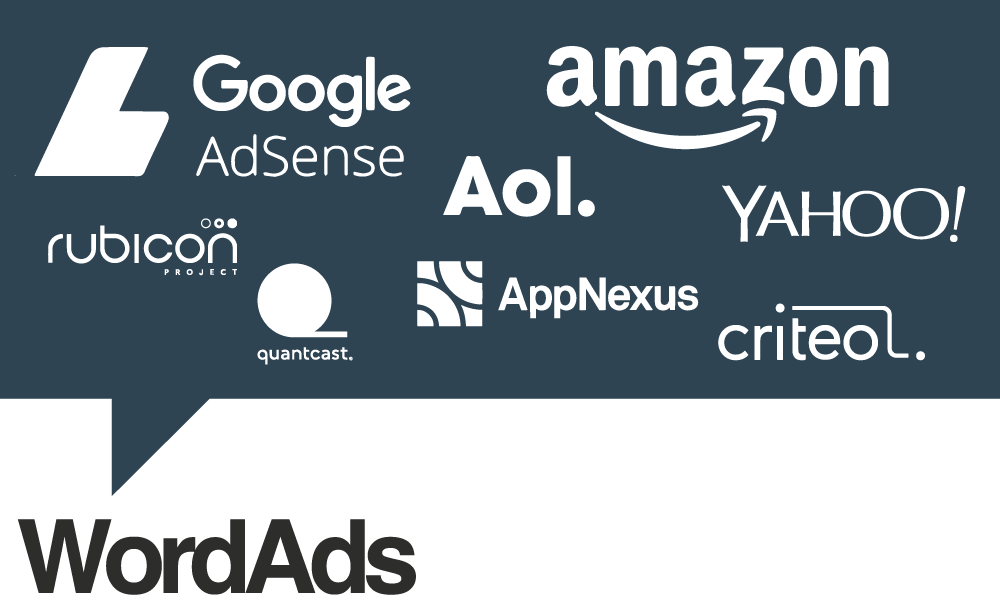 Google
AdSense
amazon
Aol.
YAHOO!
rubicon
PROJECT
AppNexus
quantcast.
criteo.
WordAds